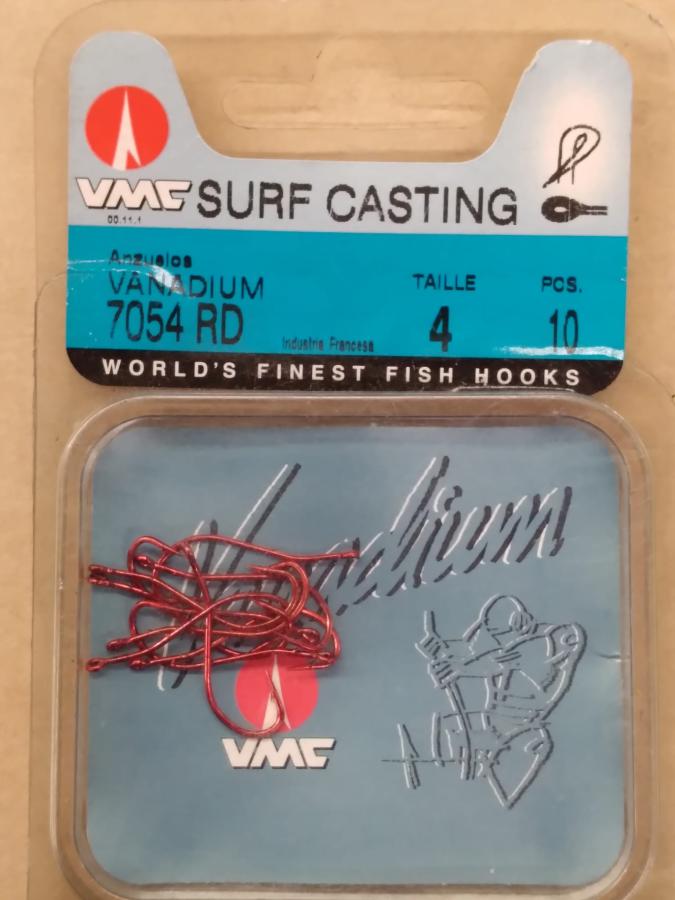 VMC SURF CASTING
00.11.1
Anzuelos
VANADIUM
7054 RD
Industria Francesa
TAILLE
4
PCS.
10
WORLD'S FINEST FISH HOOKS
Vanadium
VMC